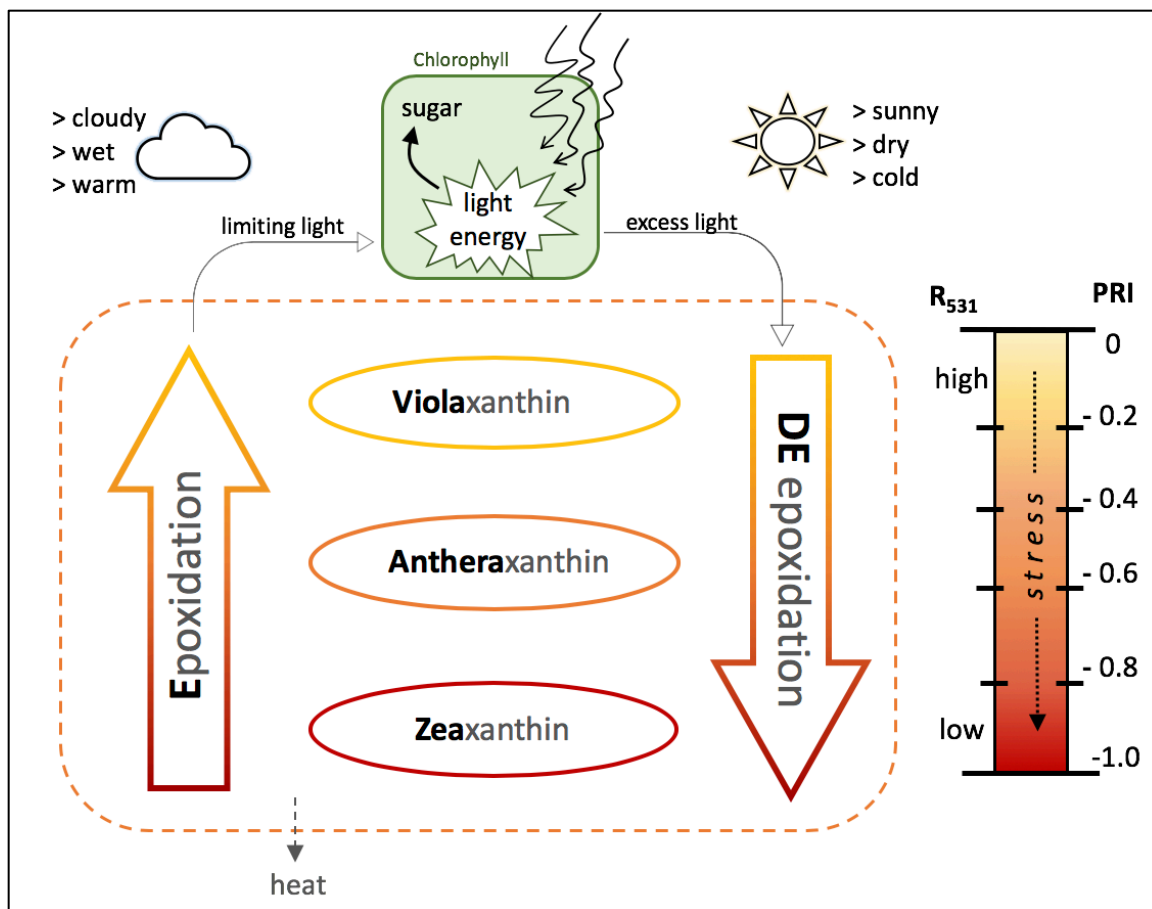 Chlorophyll
sugar
light
energy
> cloudy
> wet
> warm
> sunny
> dry
> cold
limiting light
excess light
Epoxidation
Violaxanthin
Antheraxanthin
Zeaxanthin
DE epoxidation
heat
R531
PRI
high
low
stress
0
- 0.2
- 0.4
- 0.6
- 0.8
-1.0